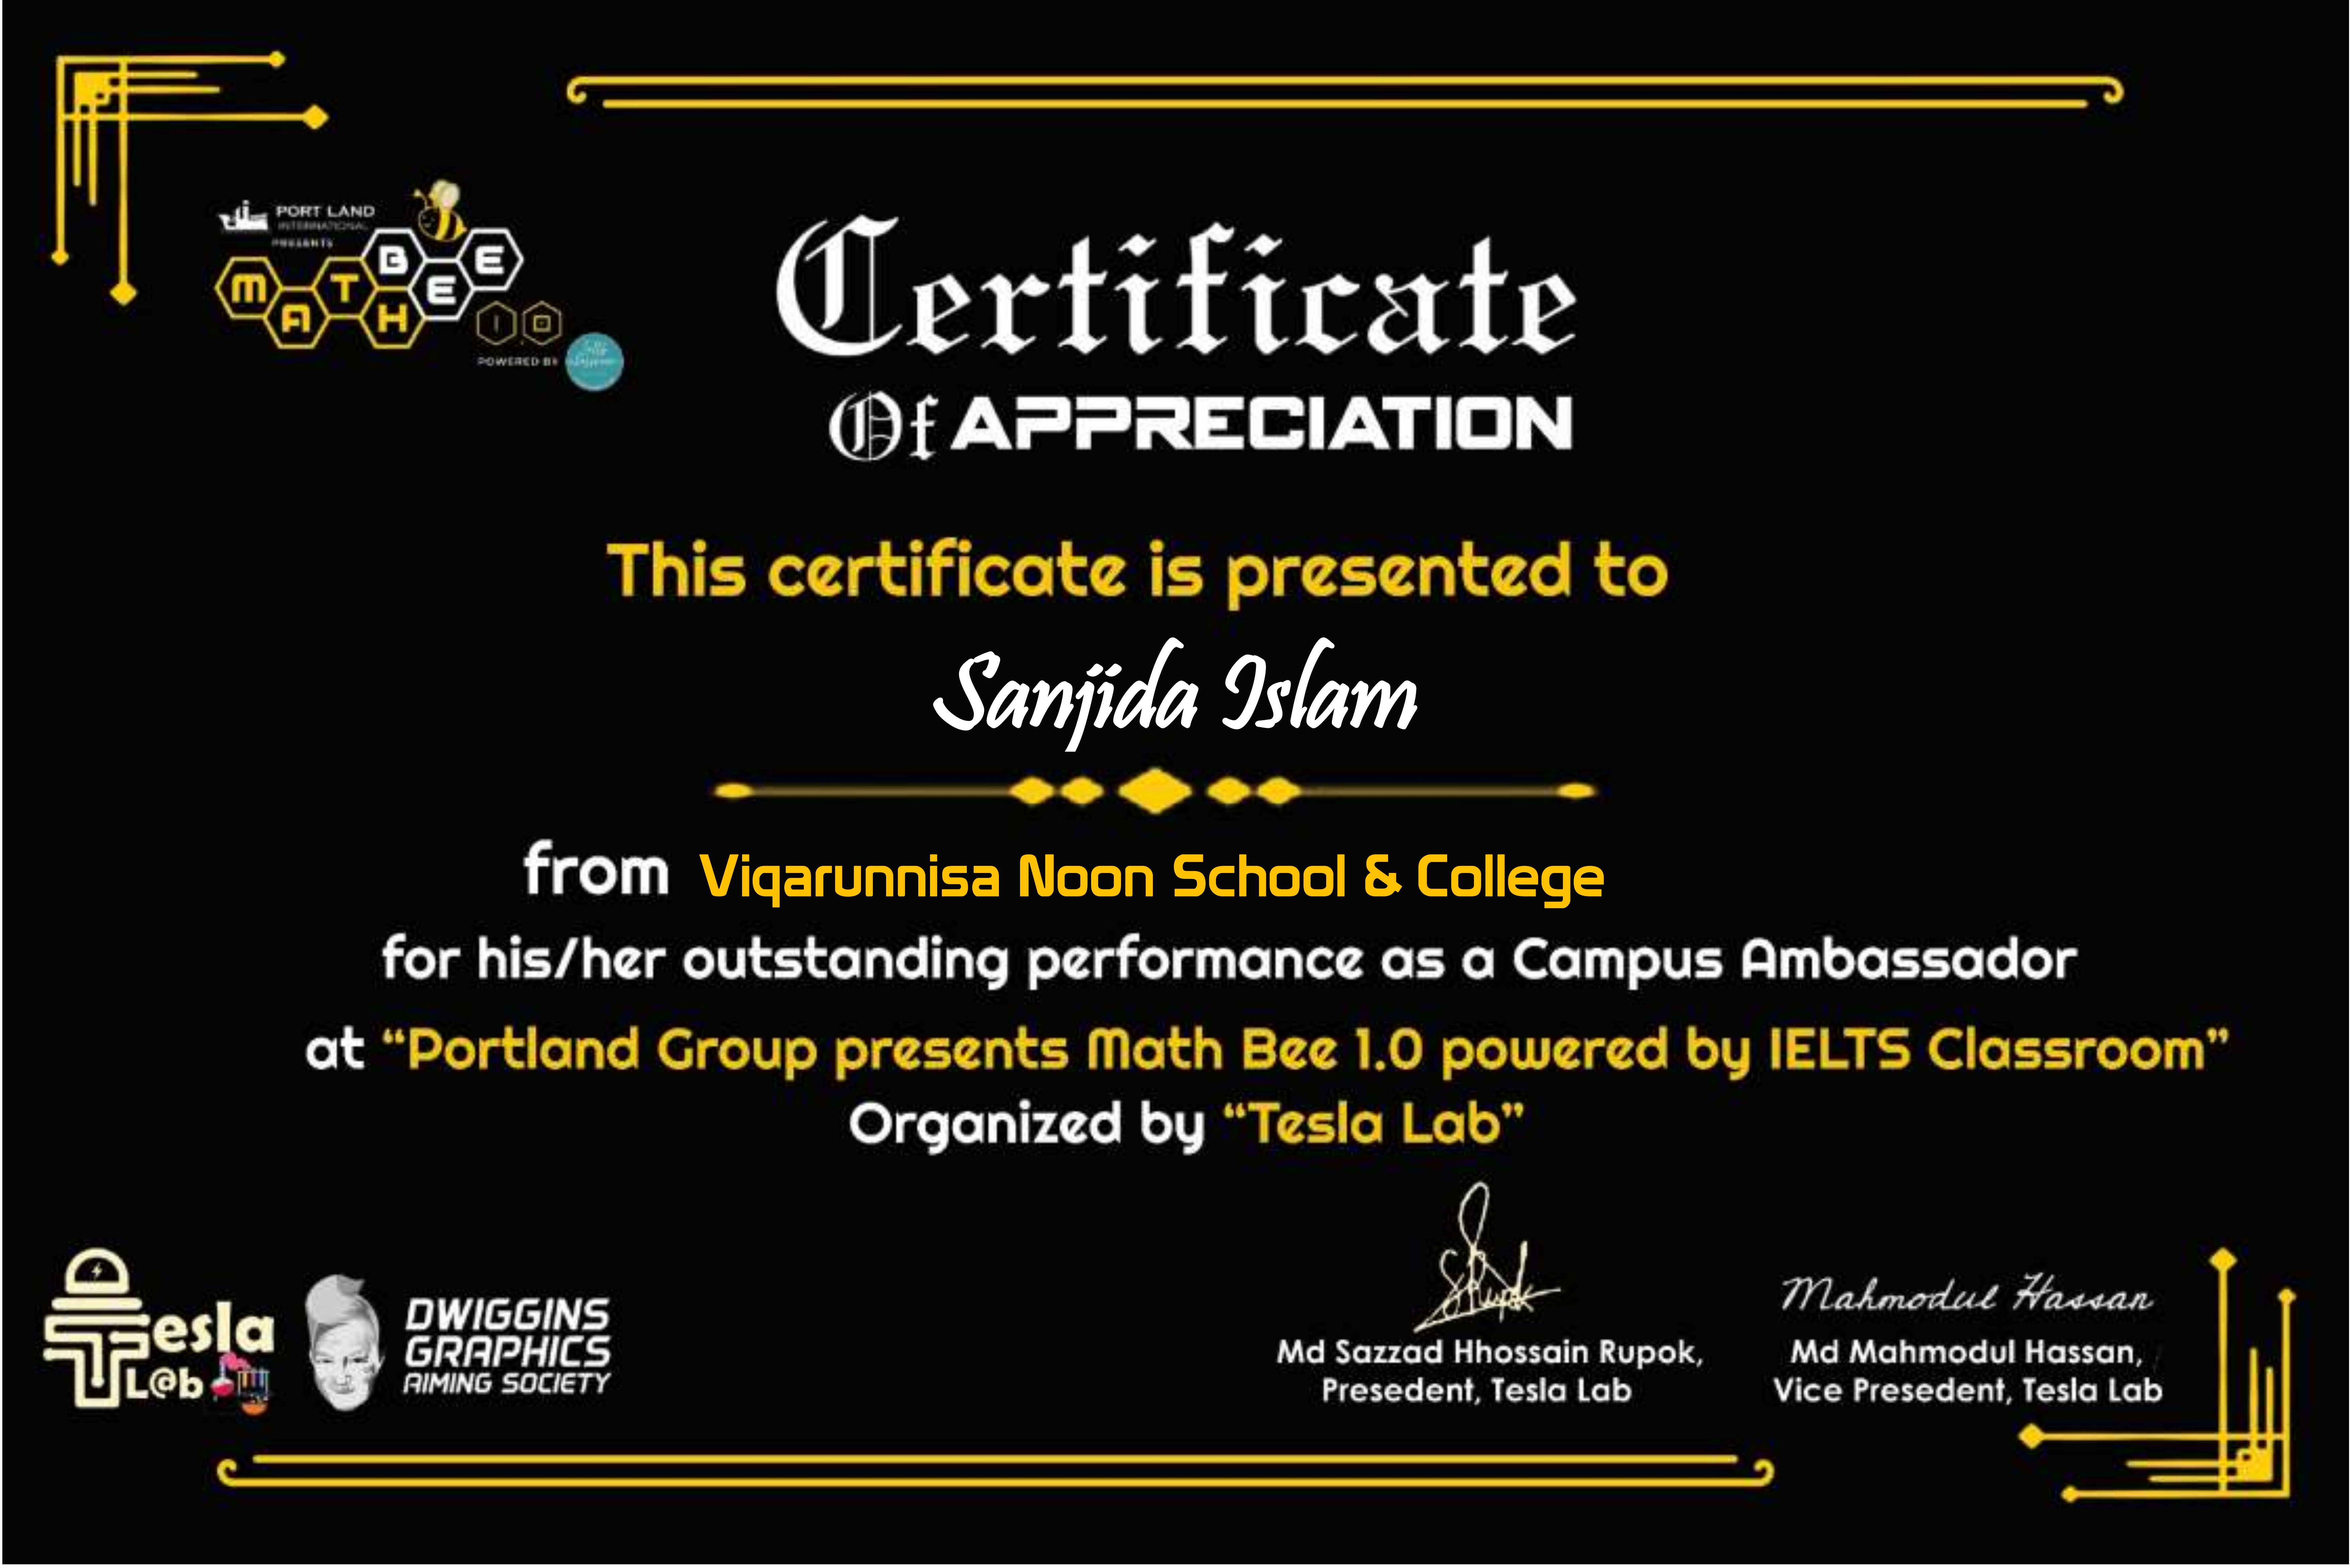 PORT LAND
INTERNATIONAL
PRESENTS
MATH BEE
1.0
POWERED BY
Certificate
Of APPRECIATION
This certificate is presented to
Sanjida Islam
from Viqarunnisa Noon School & College
for his/her outstanding performance as a Campus Ambassador
at “Portland Group presents Math Bee 1.0 powered by IELTS Classroom”
Organized by “Tesla Lab”
Tesla
L@b
DWIGGINS
GRAPHICS
AIMING SOCIETY
Md Sazzad Hhossain Rupok,
Presedent, Tesla Lab
Mahmodul Hassan
Md Mahmodul Hassan,
Vice Presedent, Tesla Lab